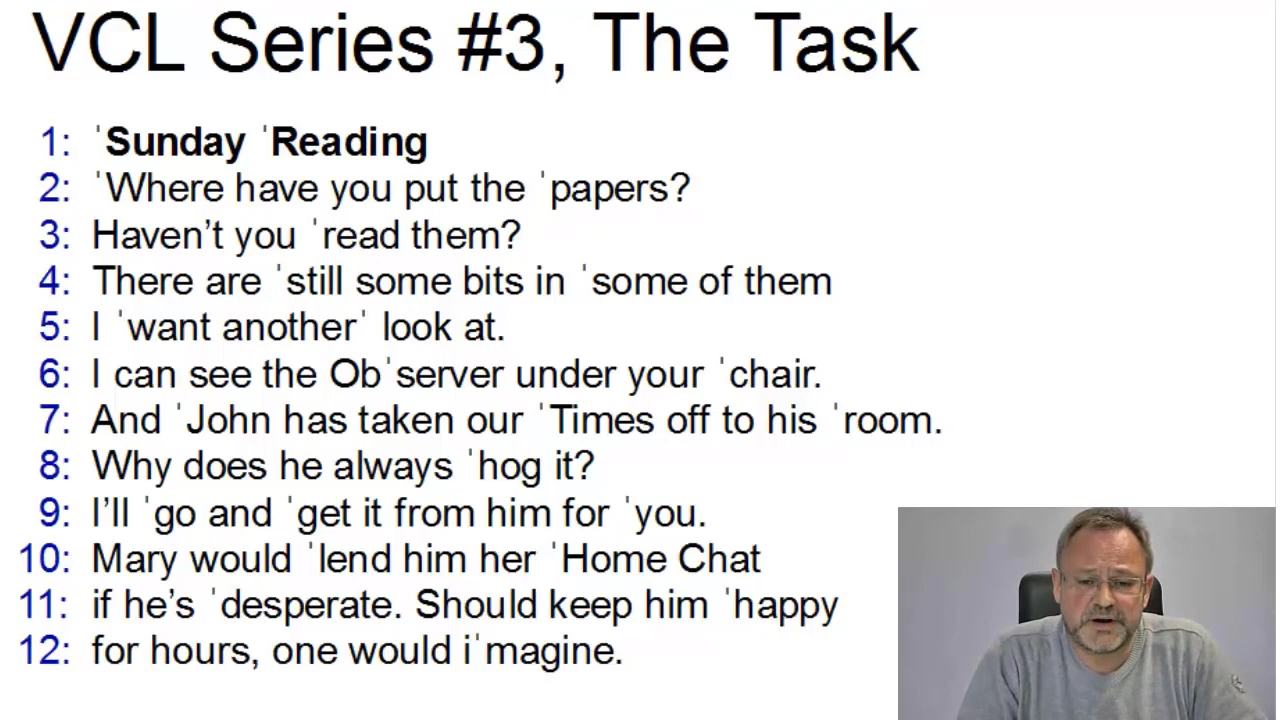 VCL Series #3, The Task
1: ˈSunday ˈReading
2: ˈWhere have you put the ˈpapers?
3: Haven’t you ˈread them?
4: There are ˈstill some bits in ˈsome of them
5: I ˈwant anotherˈ look at.
6: I can see the Obˈserver under your ˈchair.
7: And ˈJohn has taken our ˈTimes off to his ˈroom.
8: Why does he always ˈhog it?
9: I’ll ˈgo and ˈget it from him for ˈyou.
10: Mary would ˈlend him her ˈHome Chat
11: if he’s ˈdesperate. Should keep him ˈhappy
12: for hours, one would iˈmagine.